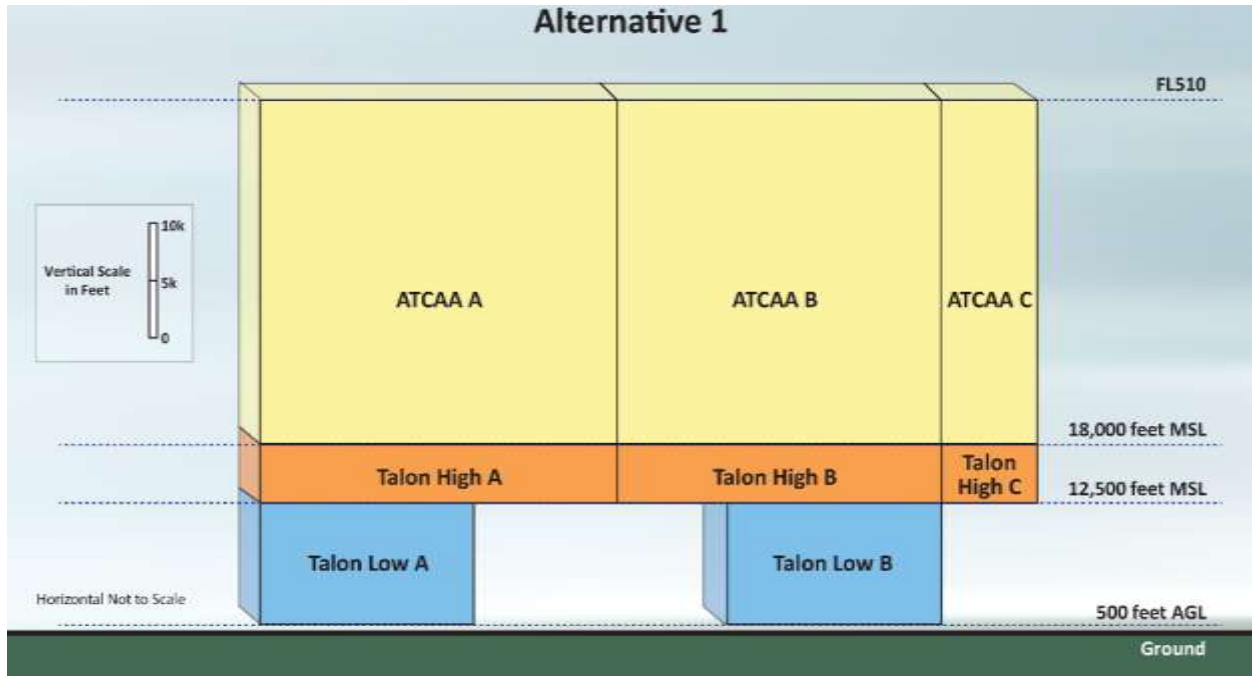 Alternative 1
FL510
10k
Vertical Scale
in Feet
5k
0
ATCAA A
ATCAA B
ATCAA C
18,000 feet MSL
Talon High A
Talon High B
Talon
High C
12,500 feet MSL
Talon Low A
Talon Low B
Horizontal Not to Scale
500 feet AGL
Ground